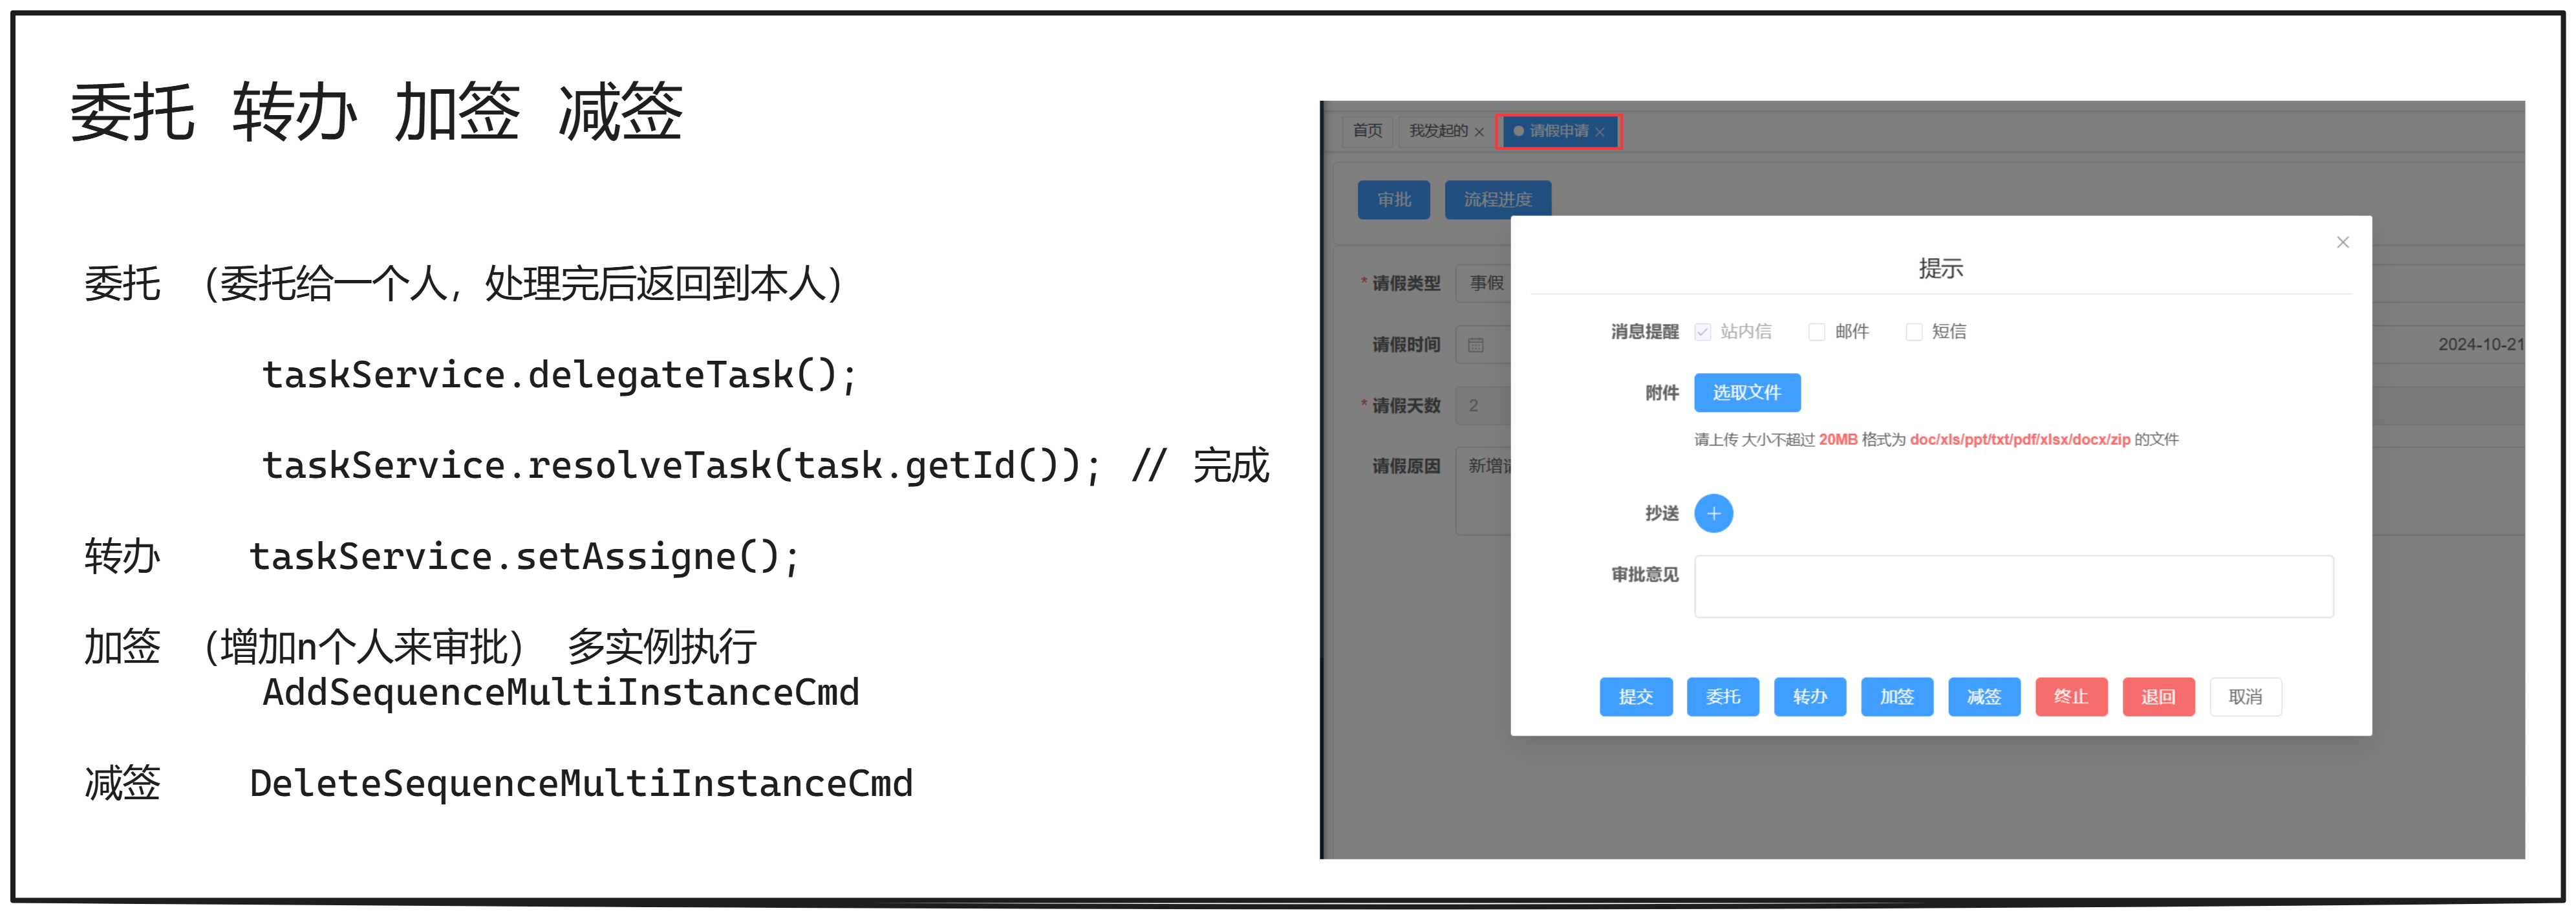 委托 转办 加签 减签
委托 （委托给一个人，处理完后返回到本人）
taskService.delegateTask();
taskService.resolveTask(task.getId()); // 完成
转办 taskService.setAssigne();
加签 （增加n个人来审批） 多实例执行
AddSequenceMultiInstanceCmd
减签 DeleteSequenceMultiInstanceCmd
首页 我发起的 × 请假申请 ×
审批 流程进度
* 请假类型 事假
请假时间 2024-10-21
* 请假天数 2
请假原因 新增
提示
消息提醒 站内信 邮件 短信
附件 选取文件
请上传 大小不超过 20MB 格式为 doc/xls/ppt/txt/pdf/xlsx/docx/zip 的文件
抄送 +
审批意见
提交 委托 转办 加签 减签 终止 退回 取消